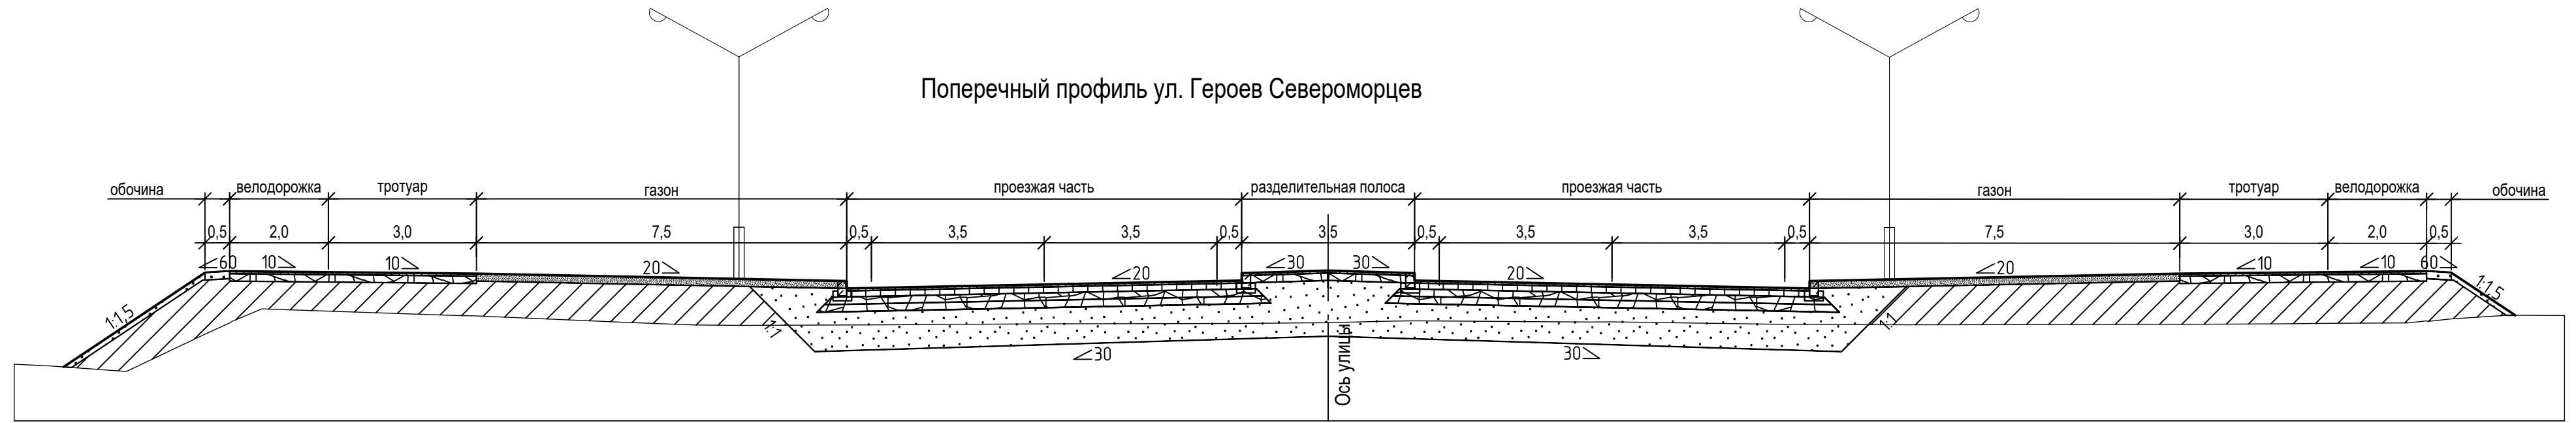 Поперечный профиль ул. Героев Североморцев
обочина велодорожка тротуар газон проезжая часть разделительная полоса проезжая часть газон тротуар велодорожка обочина
0,5 2,0 3,0 7,5 0,5 3,5 3,5 0,5 3,5 0,5 3,5 3,5 0,5 7,5 3,0 2,0 0,5
60 10 10 20 20 30 30 20 20 10 10 60
1:1,5 1:1 1:1 1:1,5
30 30
Ось улицы